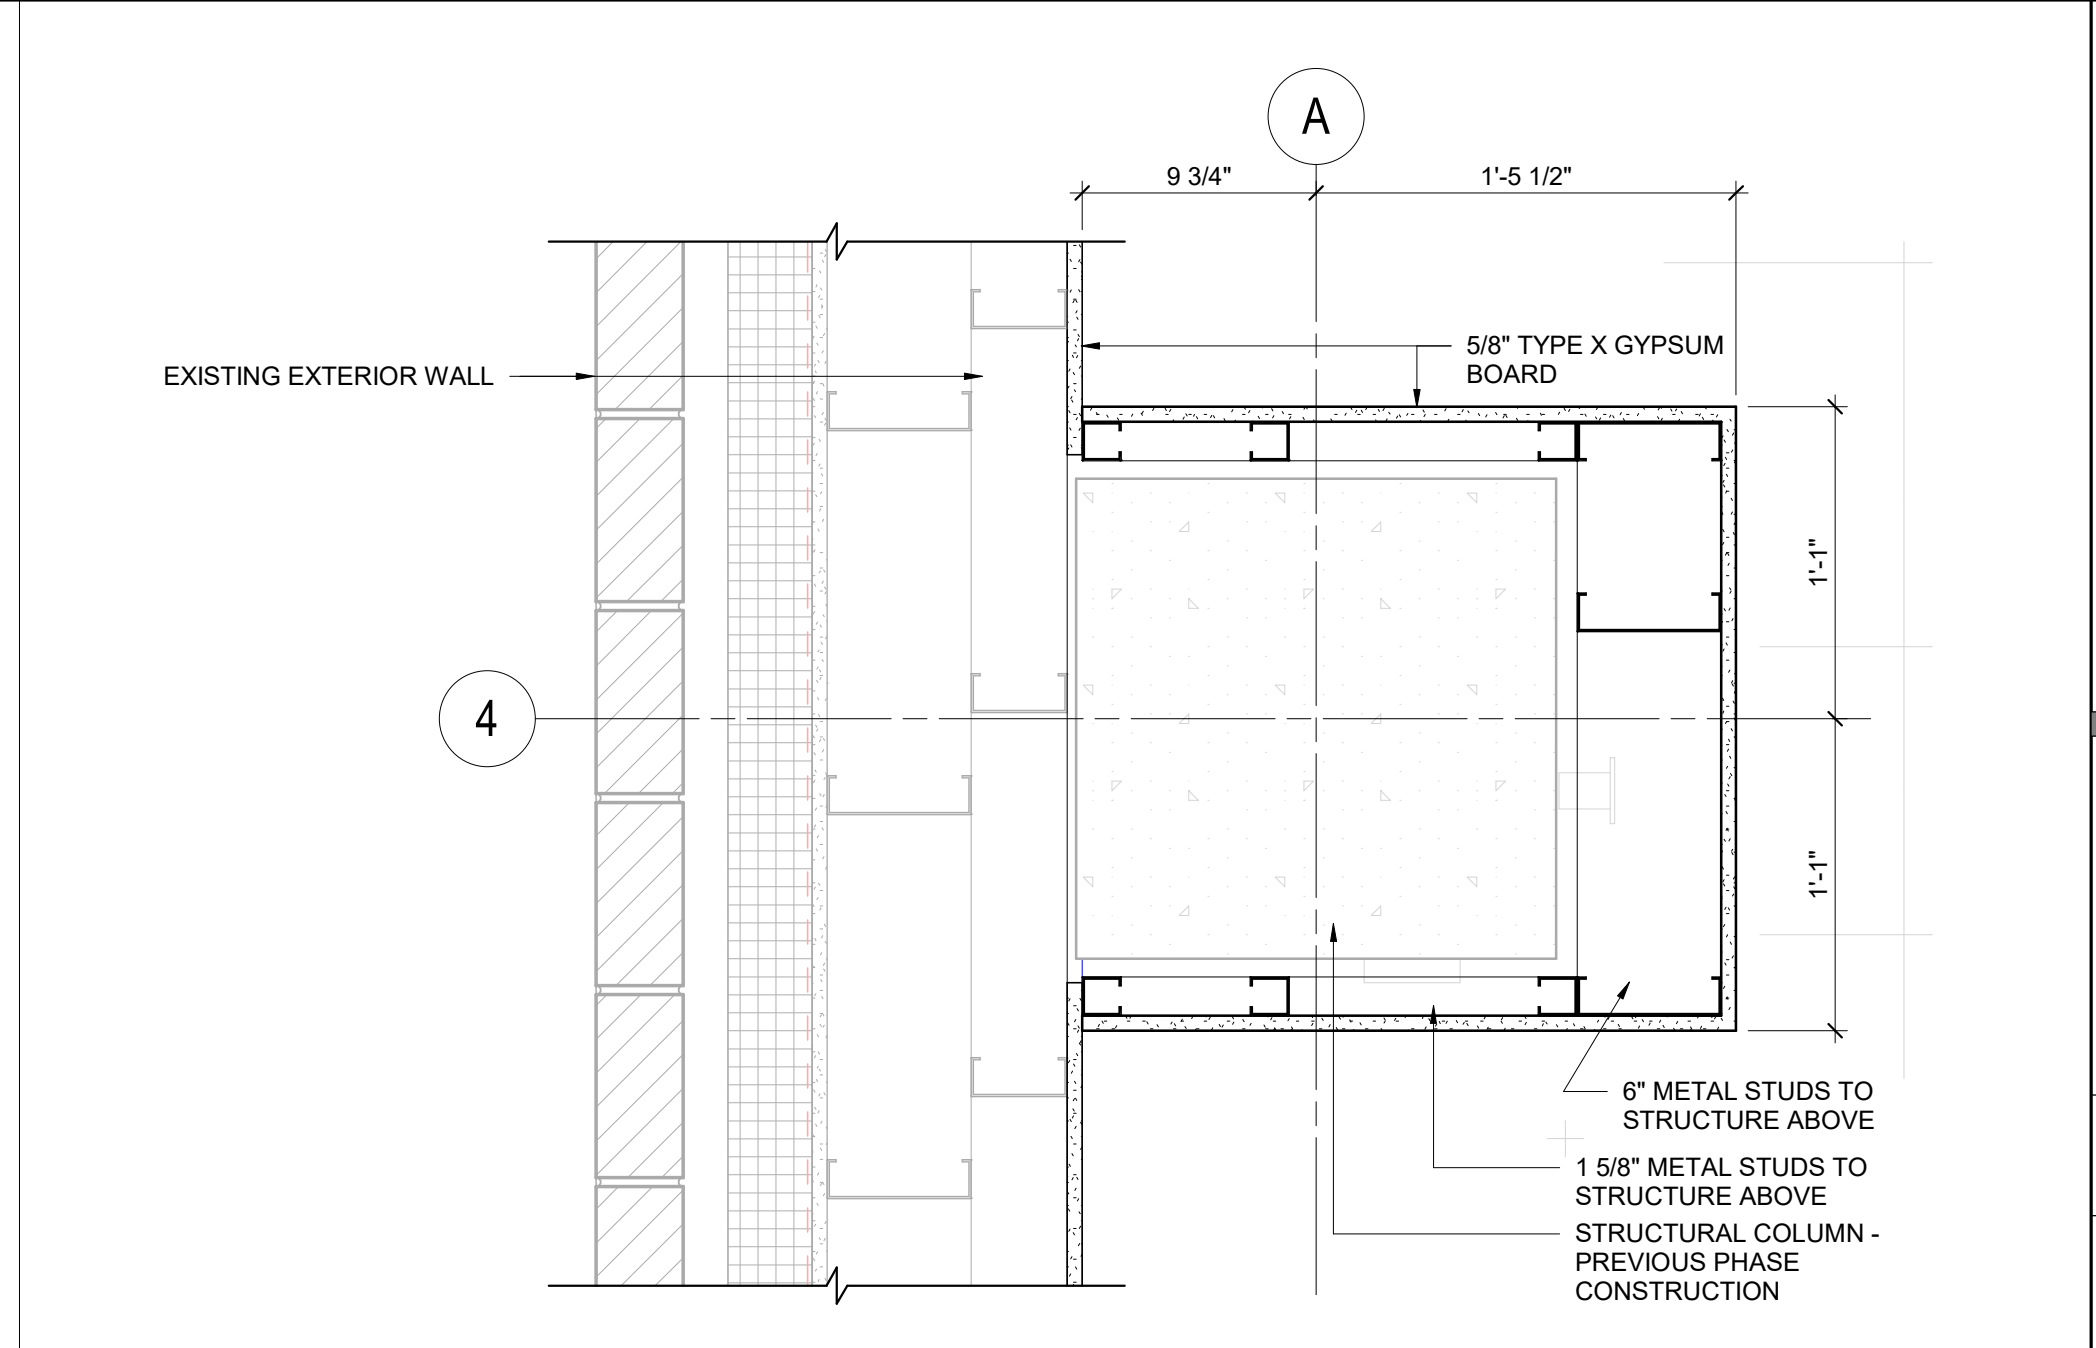 A
9 3/4"
1'-5 1/2"
5/8" TYPE X GYPSUM
BOARD
EXISTING EXTERIOR WALL
1'-1"
4
1'-1"
6" METAL STUDS TO
STRUCTURE ABOVE
1 5/8" METAL STUDS TO
STRUCTURE ABOVE
STRUCTURAL COLUMN -
PREVIOUS PHASE
CONSTRUCTION